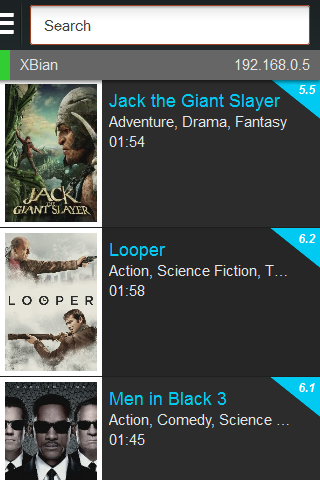 Search
XBian 192.168.0.5
5.5
Jack the Giant Slayer
Adventure, Drama, Fantasy
01:54
JACK
THE
GIANT SLAYER
6.2
Looper
Action, Science Fiction, T…
01:58
LOOPER
6.1
Men in Black 3
Action, Comedy, Science …
01:45